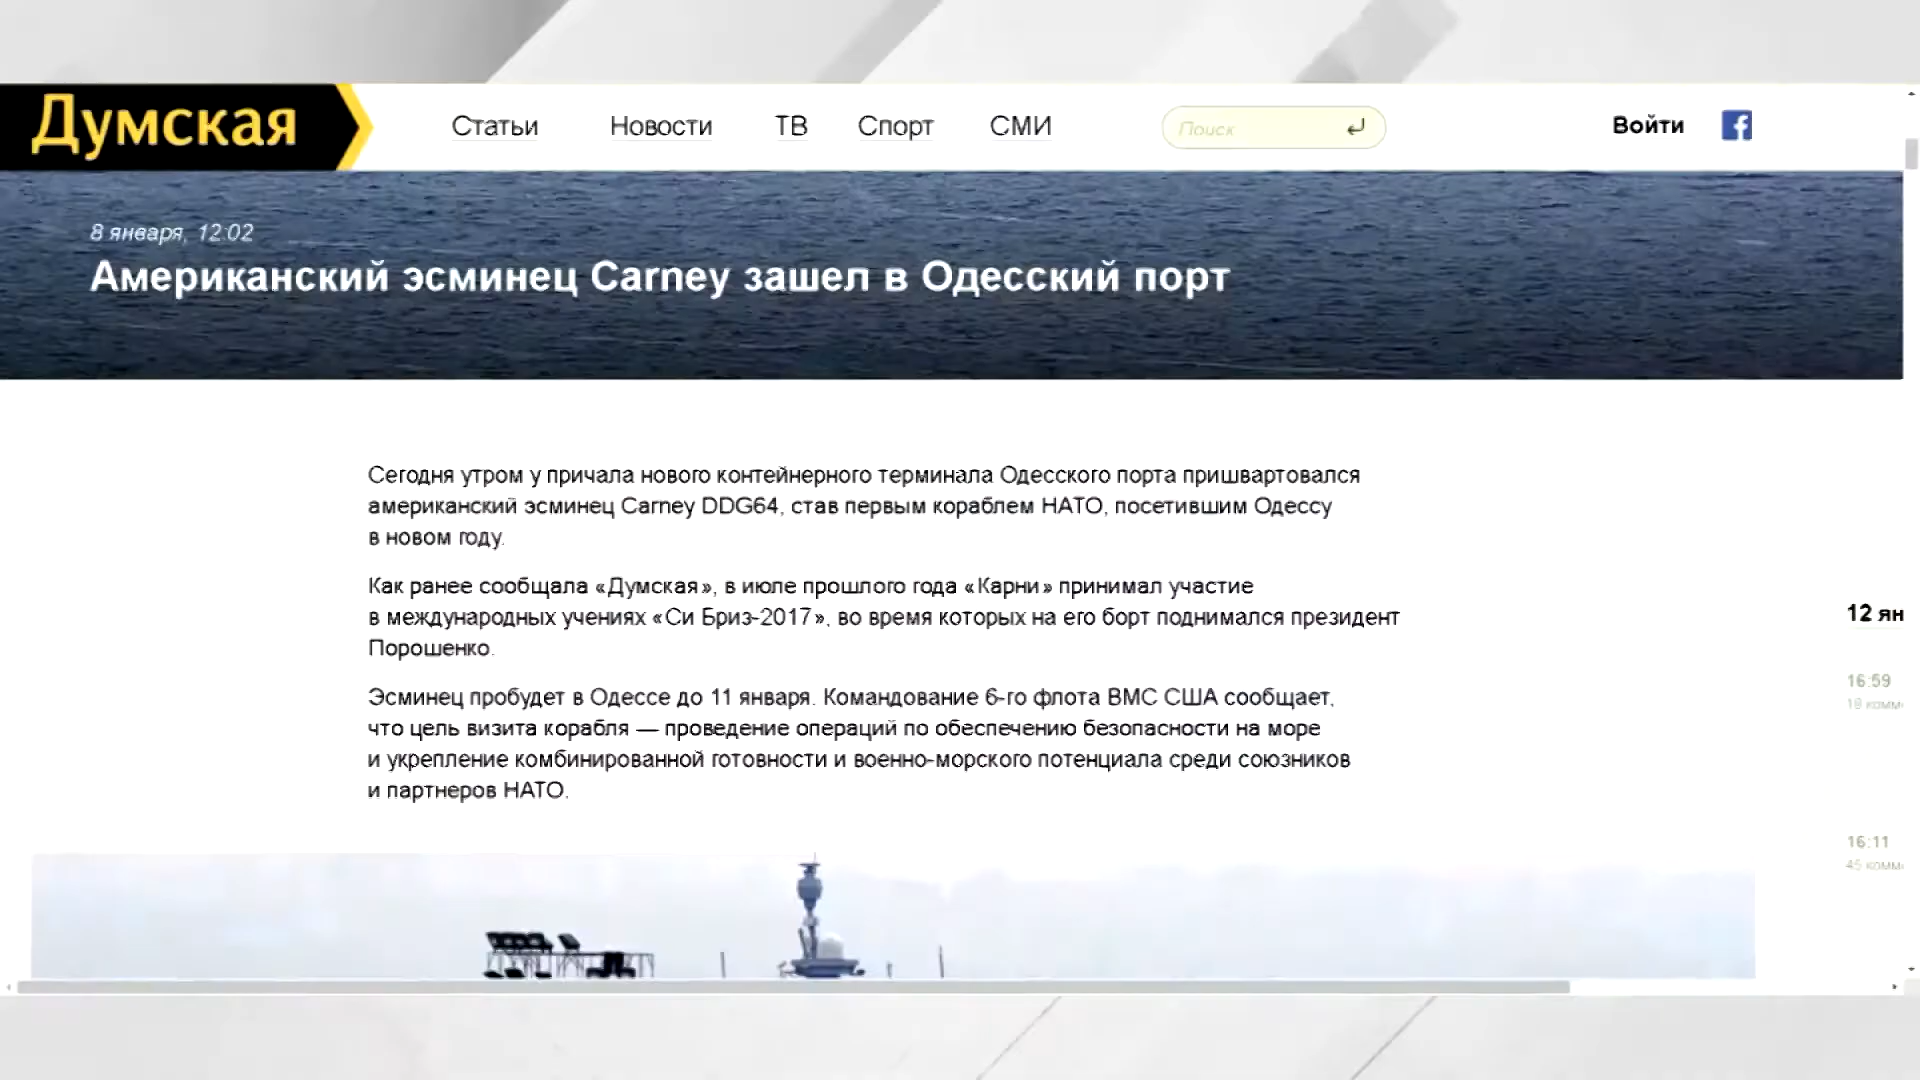 Думская
Статьи Новости ТВ Спорт СМИ Поиск Войти f
8 января, 12:02
Американский эсминец Carney зашел в Одесский порт
Сегодня утром у причала нового контейнерного терминала Одесского порта пришвартовался
американский эсминец Carney DDG64, став первым кораблем НАТО, посетившим Одессу
в новом году.
Как ранее сообщала «Думская», в июле прошлого года «Карни» принимал участие
в международных учениях «Си Бриз-2017», во время которых на его борт поднимался президент
Порошенко.
Эсминец пробудет в Одессе до 11 января. Командование 6-го флота ВМС США сообщает,
что цель визита корабля — проведение операций по обеспечению безопасности на море
и укрепление комбинированной готовности и военно-морского потенциала среди союзников
и партнеров НАТО.
12 ян
16:59
16:11
45 комм